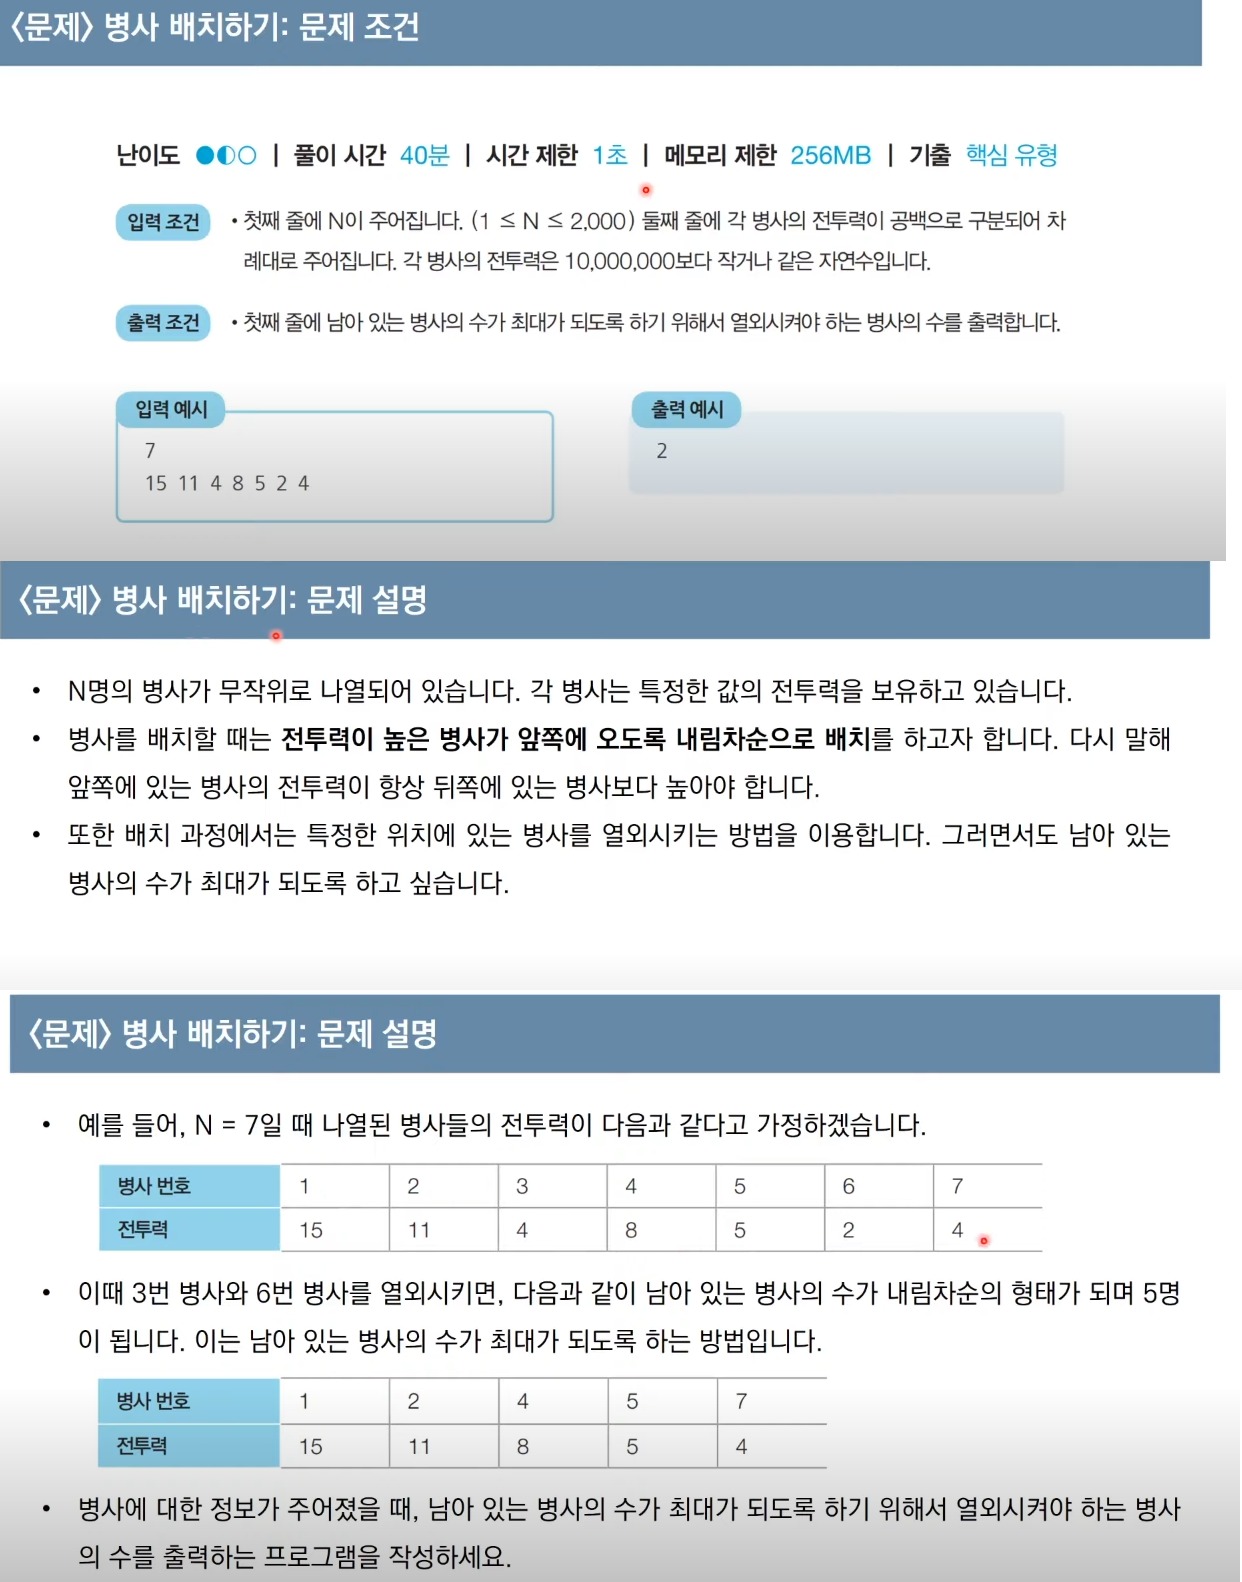 〈문제〉 병사 배치하기: 문제 조건
난이도 ●◐○ | 풀이 시간 40분 | 시간 제한 1초 | 메모리 제한 256MB | 기출 핵심 유형
입력 조건 • 첫째 줄에 N이 주어집니다. (1 ≤ N ≤ 2,000) 둘째 줄에 각 병사의 전투력이 공백으로 구분되어 차
례대로 주어집니다. 각 병사의 전투력은 10,000,000보다 작거나 같은 자연수입니다.
출력 조건 • 첫째 줄에 남아 있는 병사의 수가 최대가 되도록 하기 위해서 열외시켜야 하는 병사의 수를 출력합니다.
입력 예시
7
15 11 4 8 5 2 4
출력 예시
2
〈문제〉 병사 배치하기: 문제 설명
• N명의 병사가 무작위로 나열되어 있습니다. 각 병사는 특정한 값의 전투력을 보유하고 있습니다.
• 병사를 배치할 때는 전투력이 높은 병사가 앞쪽에 오도록 내림차순으로 배치를 하고자 합니다. 다시 말해
앞쪽에 있는 병사의 전투력이 항상 뒤쪽에 있는 병사보다 높아야 합니다.
• 또한 배치 과정에서는 특정한 위치에 있는 병사를 열외시키는 방법을 이용합니다. 그러면서도 남아 있는
병사의 수가 최대가 되도록 하고 싶습니다.
〈문제〉 병사 배치하기: 문제 설명
• 예를 들어, N = 7일 때 나열된 병사들의 전투력이 다음과 같다고 가정하겠습니다.
병사 번호 1 2 3 4 5 6 7
전투력 15 11 4 8 5 2 4
• 이때 3번 병사와 6번 병사를 열외시키면, 다음과 같이 남아 있는 병사의 수가 내림차순의 형태가 되며 5명
이 됩니다. 이는 남아 있는 병사의 수가 최대가 되도록 하는 방법입니다.
병사 번호 1 2 4 5 7
전투력 15 11 8 5 4
• 병사에 대한 정보가 주어졌을 때, 남아 있는 병사의 수가 최대가 되도록 하기 위해서 열외시켜야 하는 병사
의 수를 출력하는 프로그램을 작성하세요.